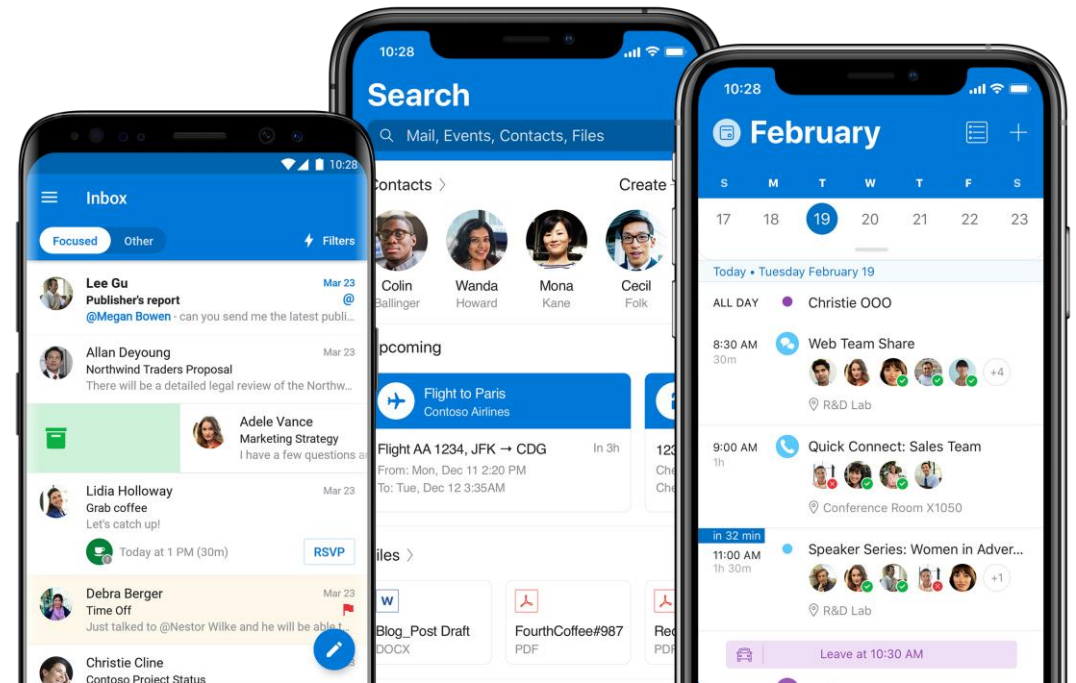 10:28
Inbox
Focused
Other
Filters
Lee Gu
Mar 23
Publisher's report
@
@Megan Bowen - can you send me the latest publi...
Allan Deyoung
Mar 23
Northwind Traders Proposal
There will be a detailed legal review of the Northw...
Adele Vance
Marketing Strategy
I have a few questions a
Lidia Holloway
Mar 23
Grab coffee
Let's catch up!
Today at 1 PM (30m)
RSVP
Debra Berger
Mar 23
Time Off
Just talked to @Nestor Wilke and he will be able t...
Christie Cline
3
Contoso Project Status
10:28
Search
Mail, Events, Contacts, Files
ontacts >
Create
Colin
Ballinger
Wanda
Howard
Mona
Kane
Cecil
Folk
pcoming
Flight to Paris
Contoso Airlines
Flight AA 1234, JFK → CDG
In 3h
From: Mon, Dec 11 2:20 PM
To: Tue, Dec 12 3:35AM
123
Che
Che
iles >
W
Blog_Post Draft
DOCX
FourthCoffee#987
PDF
Rec
PDF
10:28
February
S M T W T F S
17 18 19 20 21 22 23
Today • Tuesday February 19
ALL DAY
Christie OOO
8:30 AM
30m
Web Team Share
+4
R&D Lab
9:00 AM
1h
Quick Connect: Sales Team
Conference Room X1050
in 32 min
11:00 AM
1h 30m
Speaker Series: Women in Adver...
+1
R&D Lab
Leave at 10:30 AM